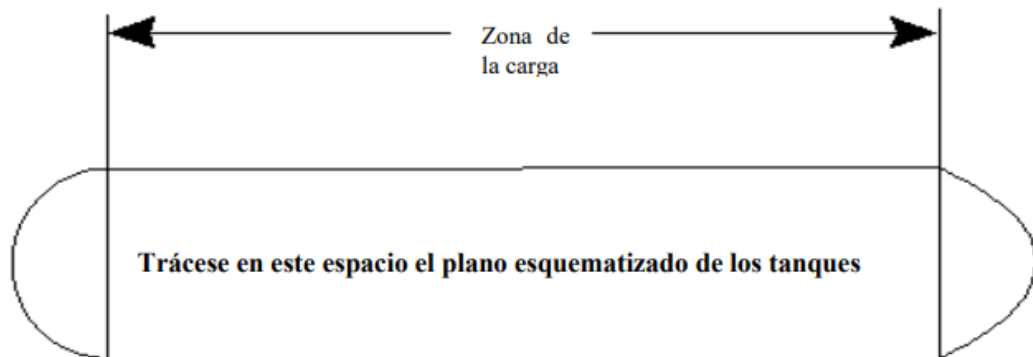 Zona de
la carga
Trácese en este espacio el plano esquematizado de los tanques